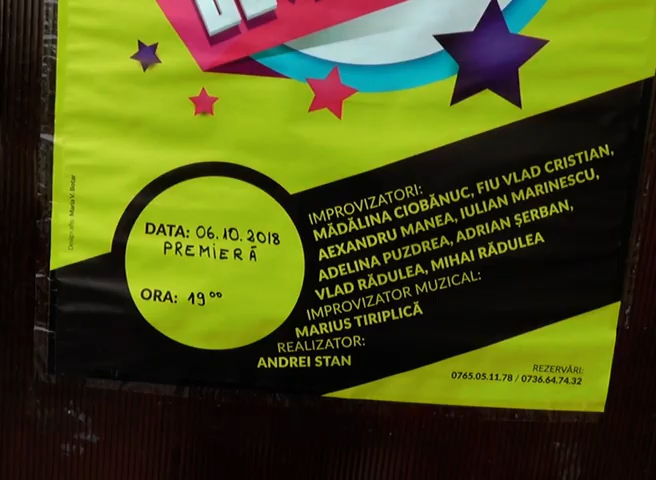 DATA: 06.10.2018
PREMIERĂ
ORA: 19⁰⁰
IMPROVIZATORI:
MĂDĂLINA CIOBĂNUC, FIU VLAD CRISTIAN,
AEXANDRU MANEA, IULIAN MARINESCU,
ADELINA PUZDREA, ADRIAN ȘERBAN,
VLAD RĂDULEA, MIHAI RĂDULEA
IMPROVIZATOR MUZICAL:
MARIUS TIRIPLICĂ
REALIZATOR:
ANDREI STAN
REZERVĂRI:
0765.05.11.78 / 0736.64.74.32